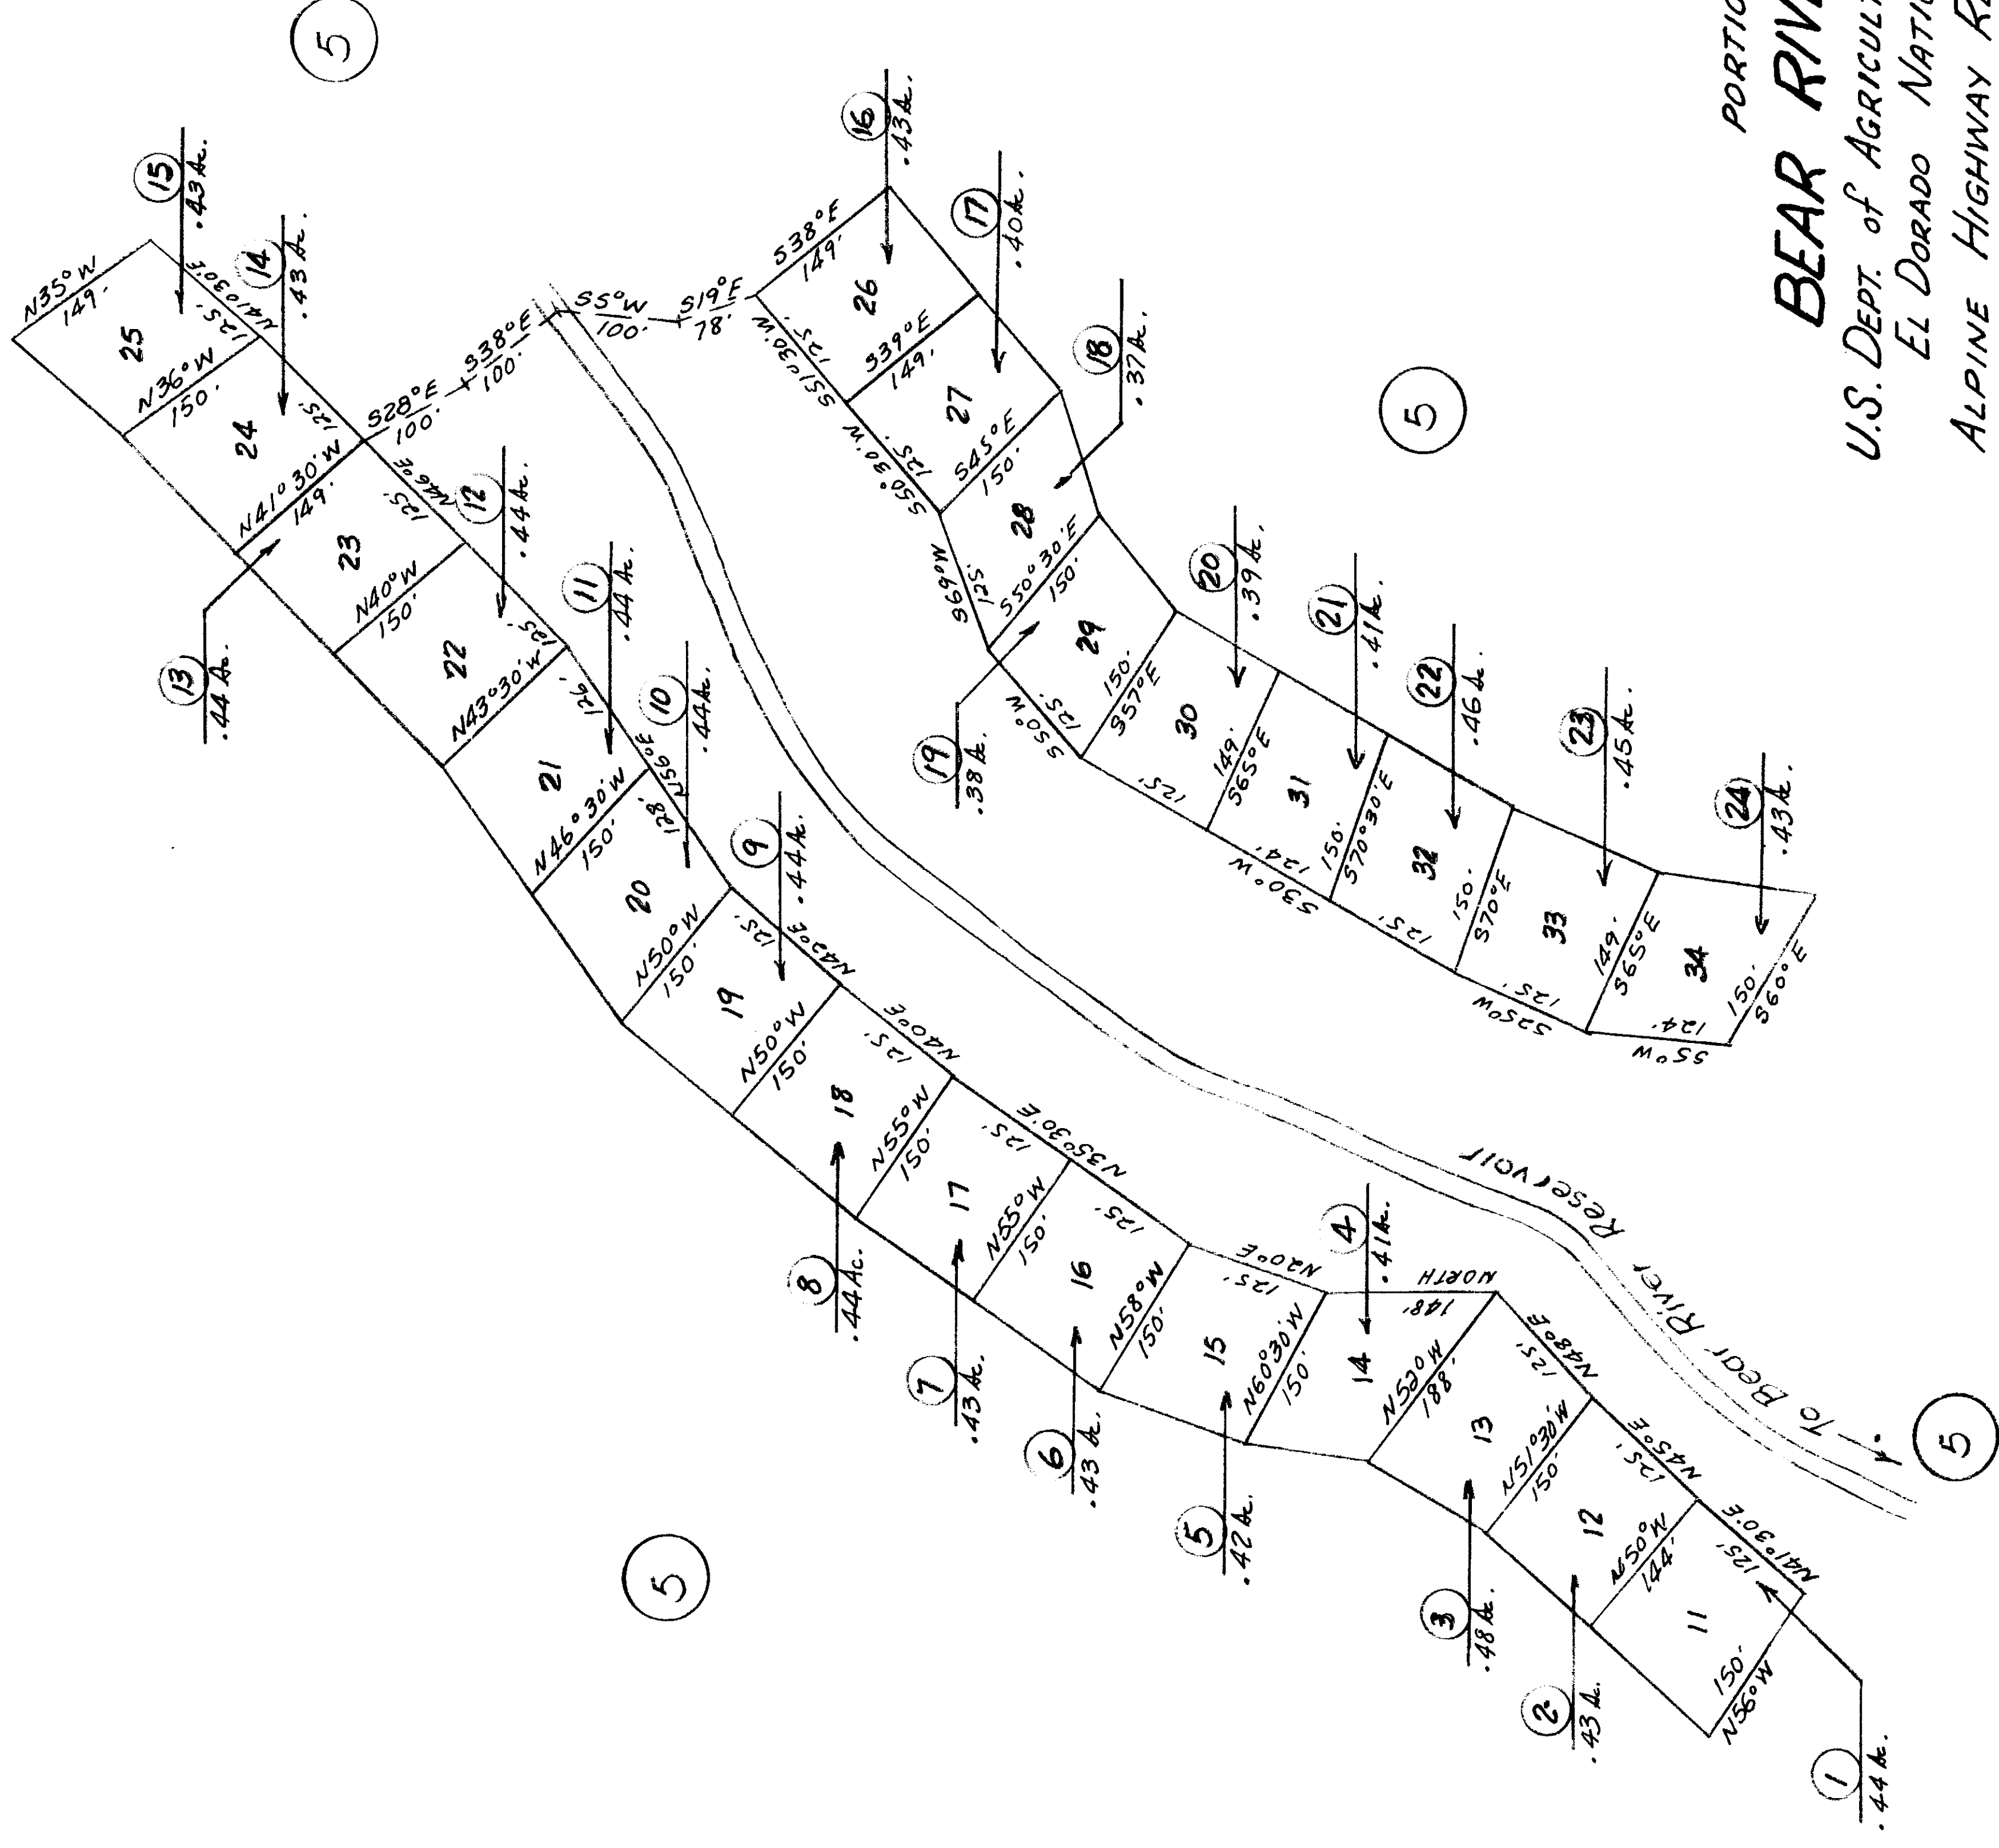 PORTIO
BEAR RIVE
U.S. DEPT. of AGRICULT
EL DORADO NATIO
ALPINE HIGHWAY RE
5
5
5
5
To Bear River Reservoir
1
.44 Ac.
11
N56°W
150'
N41°30'E
125'
2
.43 Ac.
12
N50°W
144'
N45°E
125'
3
.48 Ac.
13
N51°30'W
150'
N48°E
125'
4
.41 Ac.
14
N52°W
188'
NORTH
148'
5
.42 Ac.
15
N60°30'W
150'
N20°E
125'
6
.43 Ac.
16
N58°W
150'
125'
7
.43 Ac.
17
N55°W
150'
N35°30'E
125'
8
.44 Ac.
18
N55°W
150'
N40°E
125'
9
.44 Ac.
19
N50°W
150'
N42°E
125'
10
.44 Ac.
20
N50°W
150'
N56°E
128'
11
.44 Ac.
21
N46°30'W
150'
126'
12
.44 Ac.
22
N43°30'W
125'
13
.44 Ac.
23
N40°W
150'
N46°E
125'
14
.43 Ac.
24
N41°30'W
149'
125'
15
.43 Ac.
25
N36°W
150'
N41°30'E
125'
N35°W
149'
S28°E
100'
S38°E
100'
S5°W
100'
S19°E
78'
16
.43 Ac.
26
S38°E
149'
S51°30'W
125'
17
.40 Ac.
27
S39°E
149'
S50°30'W
125'
18
.37 Ac.
28
S45°E
150'
S69°W
125'
19
.38 Ac.
29
S50°30'E
150'
S50°W
125'
20
.39 Ac.
30
150'
S57°E
125'
21
.41 Ac.
31
149'
S65°E
S30°W
124'
22
.46 Ac.
32
150'
S70°30'E
125'
23
.45 Ac.
33
150'
S70°E
S25°W
125'
24
.43 Ac.
34
149'
S65°E
S5°W
124'
150'
S60°E